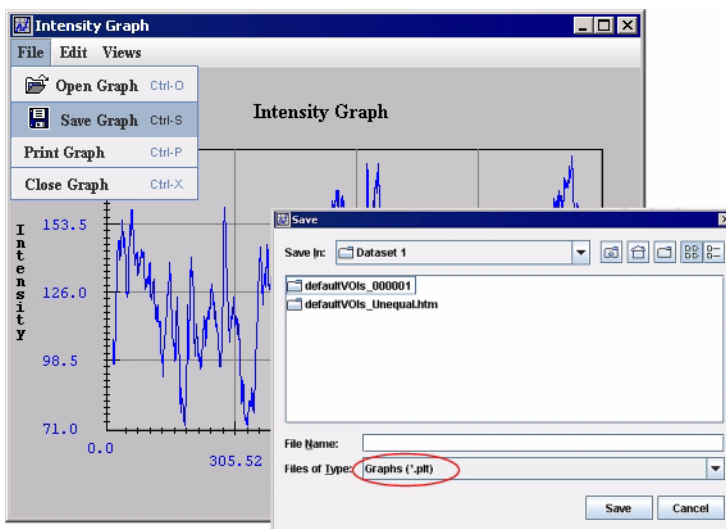 Intensity Graph
File Edit Views
Open Graph Ctrl-O
Save Graph Ctrl-S
Print Graph Ctrl-P
Close Graph Ctrl-X
Intensity Graph
Intensity
153.5
126.0
98.5
71.0
0.0
305.52
Save
Save In: Dataset 1
defaultVOIs_000001
defaultVOIs_Unequal.htm
File Name:
Files of Type: Graphs (*.plt)
Save Cancel